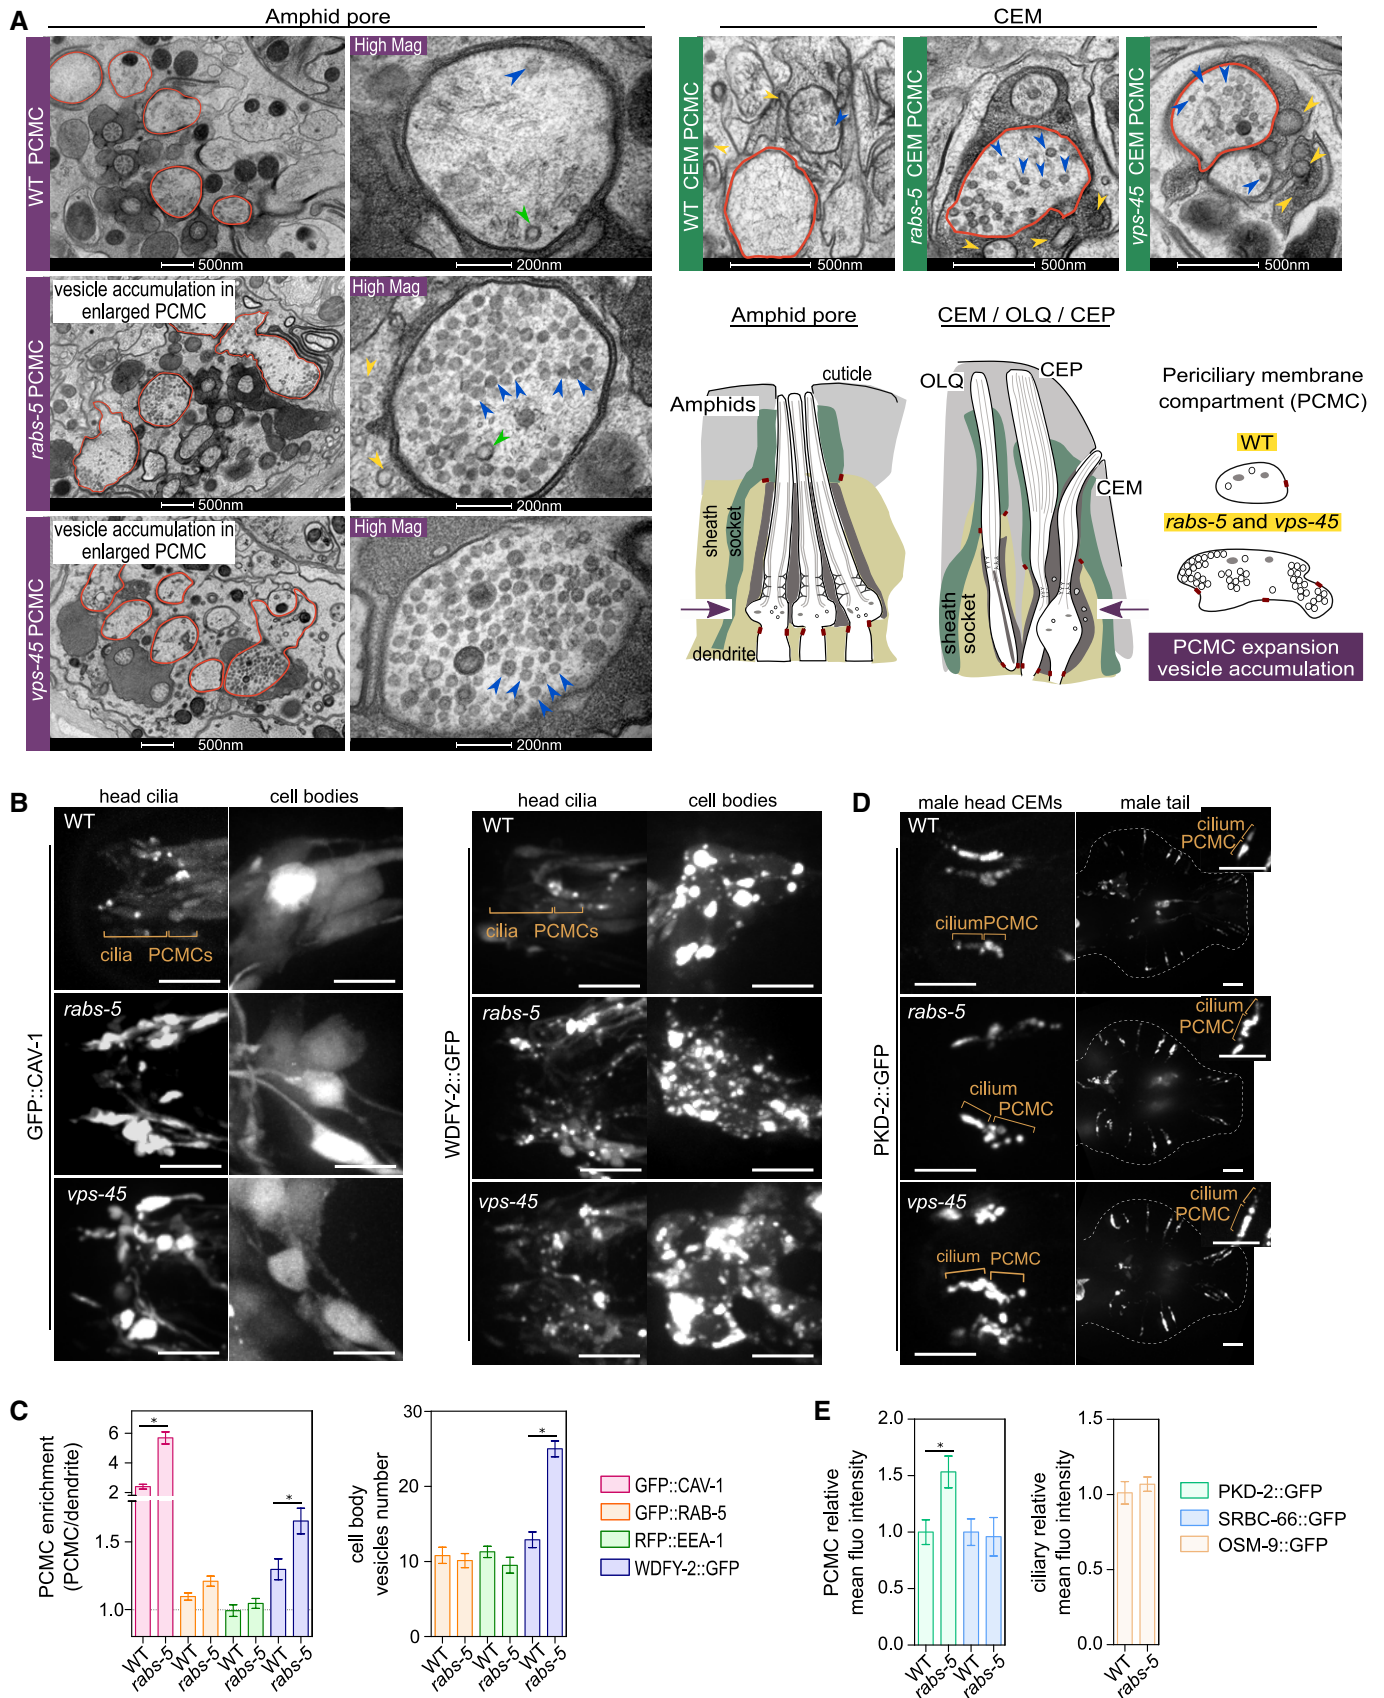 A
Amphid pore
CEM
WT PCMC
High Mag
500nm
200nm
WT CEM PCMC
500nm
rabs-5 CEM PCMC
500nm
vps-45 CEM PCMC
500nm
rabs-5 PCMC
vesicle accumulation in
enlarged PCMC
High Mag
500nm
200nm
vps-45 PCMC
vesicle accumulation in
enlarged PCMC
High Mag
500nm
200nm
Amphid pore
Amphids
cuticle
sheath
socket
dendrite
CEM / OLQ / CEP
OLQ
CEP
CEM
sheath
socket
Periciliary membrane
compartment (PCMC)
WT
rabs-5 and vps-45
PCMC expansion
vesicle accumulation
B
head cilia
cell bodies
GFP::CAV-1
WT
cilia
PCMCs
rabs-5
vps-45
head cilia
cell bodies
WDFY-2::GFP
WT
cilia
PCMCs
rabs-5
vps-45
D
male head CEMs
male tail
PKD-2::GFP
WT
cilium
PCMC
cilium
PCMC
rabs-5
cilium
PCMC
cilium
PCMC
vps-45
cilium
PCMC
cilium
PCMC
C
PCMC enrichment
(PCMC/dendrite)
6
4
2
1.5
1.0
*
*
WT
rabs-5
WT
rabs-5
WT
rabs-5
WT
rabs-5
cell body
vesicles number
30
20
10
0
*
WT
rabs-5
WT
rabs-5
WT
rabs-5
GFP::CAV-1
GFP::RAB-5
RFP::EEA-1
WDFY-2::GFP
E
PCMC relative
mean fluo intensity
2.0
1.5
1.0
0.5
0.0
*
WT
rabs-5
WT
rabs-5
ciliary relative
mean fluo intensity
1.5
1.0
0.5
0.0
WT
rabs-5
PKD-2::GFP
SRBC-66::GFP
OSM-9::GFP